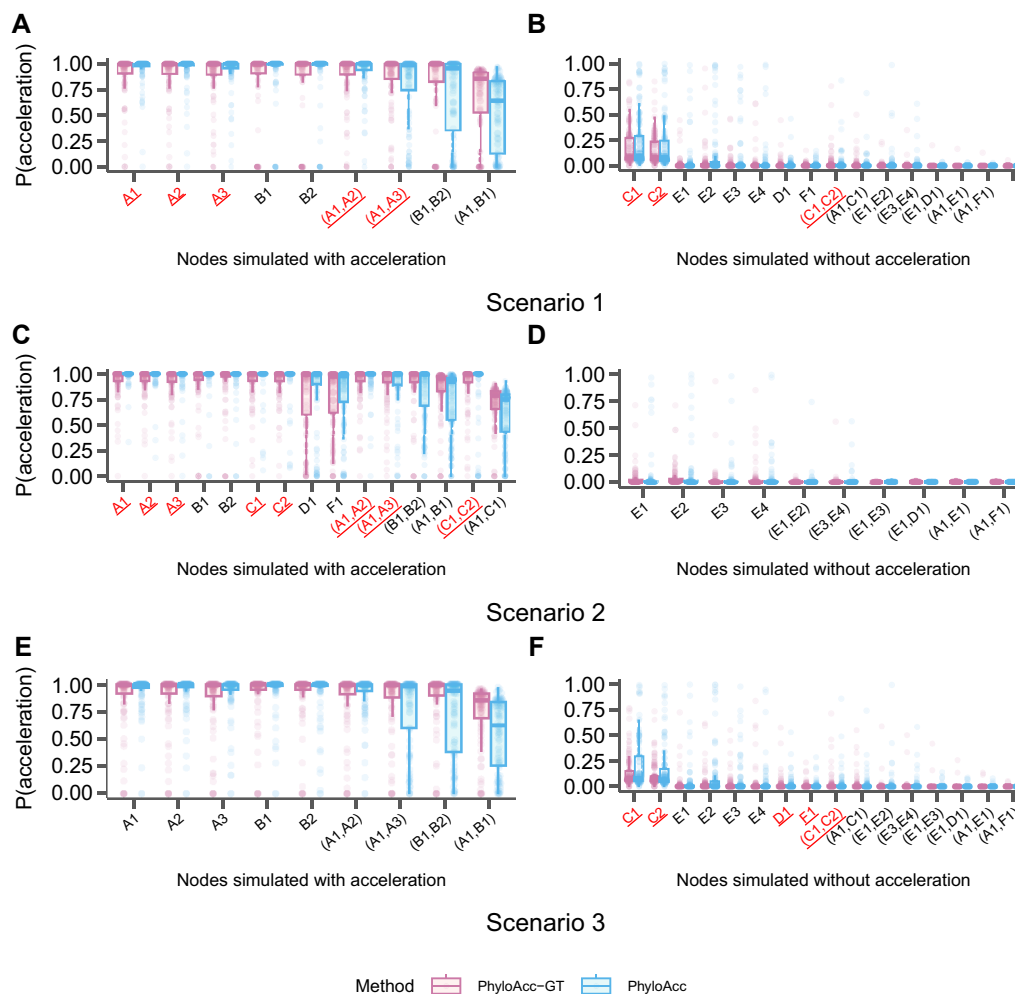 A
P(acceleration)
1.00
0.75
0.50
0.25
0.00
A1
A2
A3
B1
B2
(A1,A2)
(A1,A3)
(B1,B2)
(A1,B1)
Nodes simulated with acceleration
B
1.00
0.75
0.50
0.25
0.00
C1
C2
E1
E2
E3
E4
D1
F1
(C1,C2)
(A1,C1)
(E1,E2)
(E3,E4)
(E1,D1)
(A1,E1)
(A1,F1)
Nodes simulated without acceleration
Scenario 1
C
P(acceleration)
1.00
0.75
0.50
0.25
0.00
A1
A2
A3
B1
B2
C1
C2
D1
F1
(A1,A2)
(A1,A3)
(B1,B2)
(A1,B1)
(C1,C2)
(A1,C1)
Nodes simulated with acceleration
D
1.00
0.75
0.50
0.25
0.00
E1
E2
E3
E4
(E1,E2)
(E3,E4)
(E1,E3)
(E1,D1)
(A1,E1)
(A1,F1)
Nodes simulated without acceleration
Scenario 2
E
P(acceleration)
1.00
0.75
0.50
0.25
0.00
A1
A2
A3
B1
B2
(A1,A2)
(A1,A3)
(B1,B2)
(A1,B1)
Nodes simulated with acceleration
F
1.00
0.75
0.50
0.25
0.00
C1
C2
E1
E2
E3
E4
D1
F1
(C1,C2)
(A1,C1)
(E1,E2)
(E3,E4)
(E1,E3)
(E1,D1)
(A1,E1)
(A1,F1)
Nodes simulated without acceleration
Scenario 3
Method PhyloAcc−GT PhyloAcc